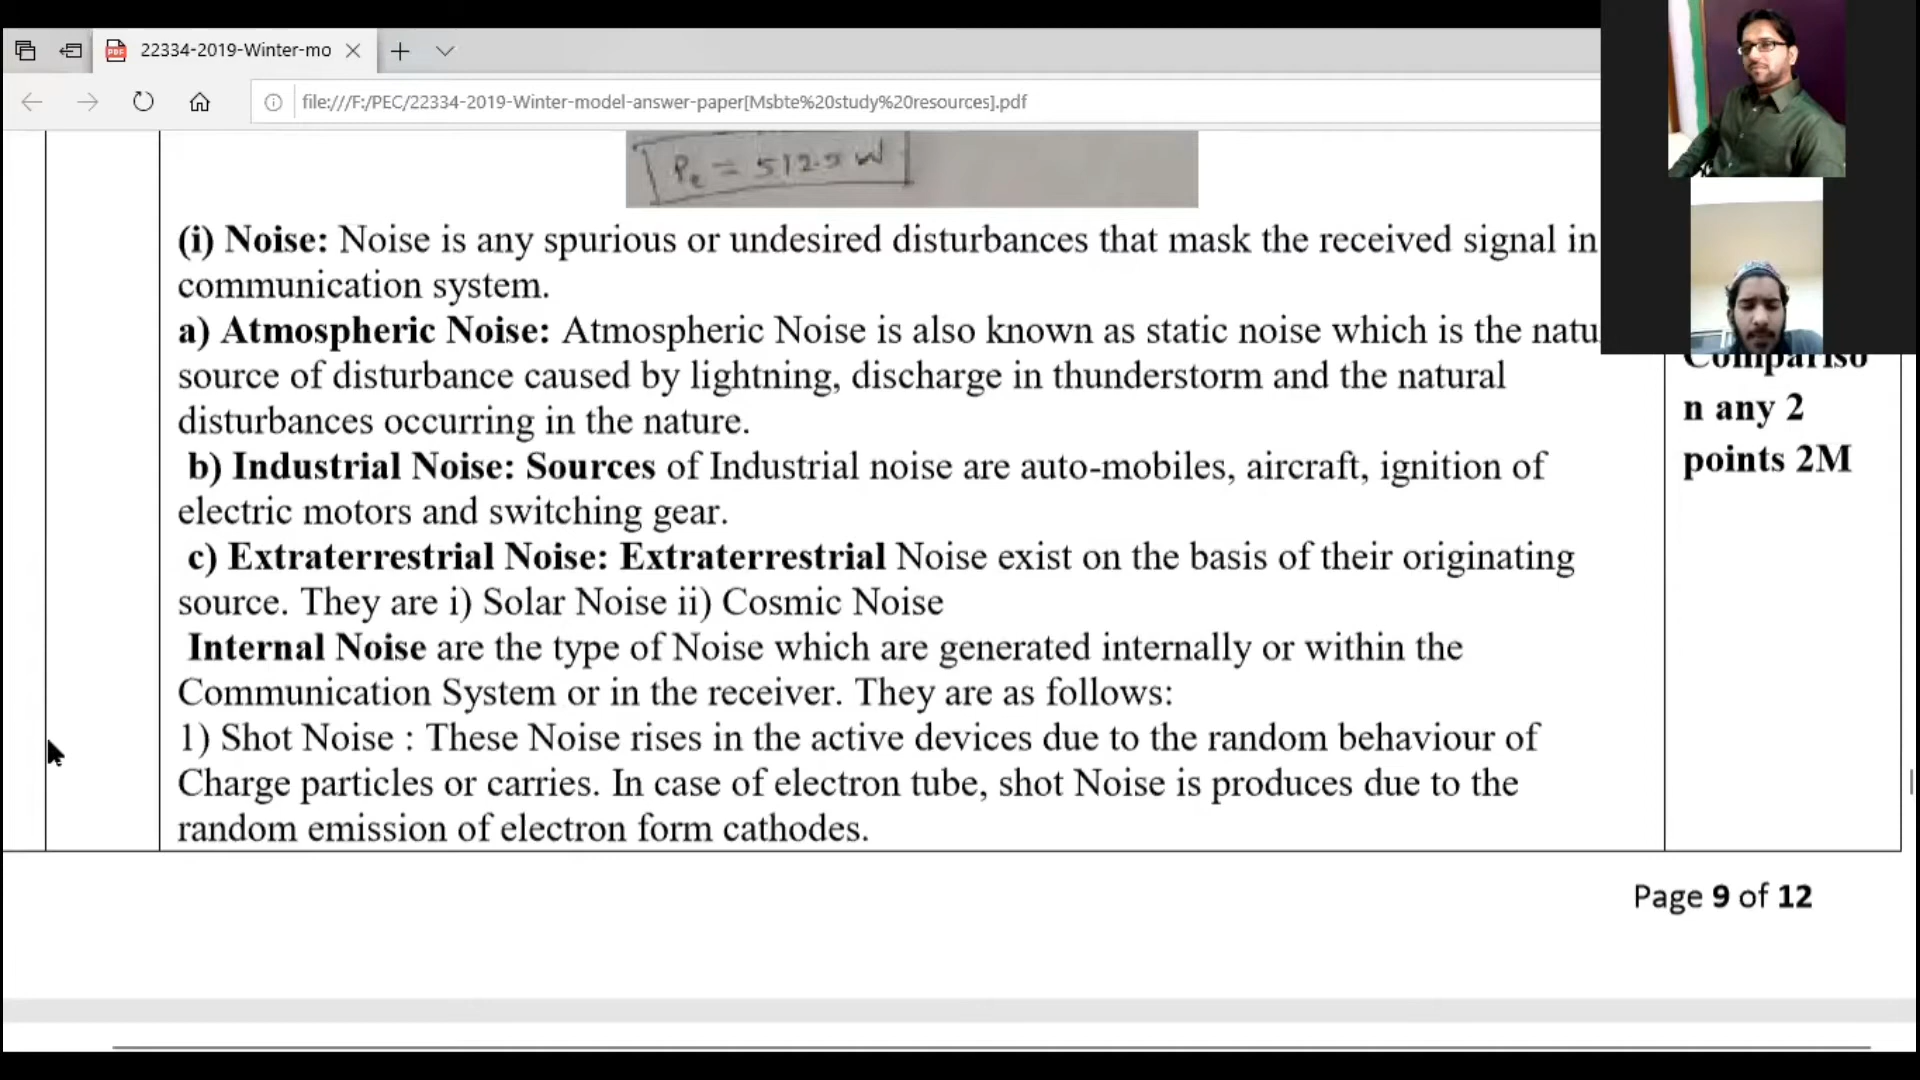 22334-2019-Winter-mo
file:///F:/PEC/22334-2019-Winter-model-answer-paper[Msbte%20study%20resources].pdf
Pe = 512.5 W
(i) Noise: Noise is any spurious or undesired disturbances that mask the received signal in
communication system.
a) Atmospheric Noise: Atmospheric Noise is also known as static noise which is the natu
source of disturbance caused by lightning, discharge in thunderstorm and the natural
disturbances occurring in the nature.
b) Industrial Noise: Sources of Industrial noise are auto-mobiles, aircraft, ignition of
electric motors and switching gear.
c) Extraterrestrial Noise: Extraterrestrial Noise exist on the basis of their originating
source. They are i) Solar Noise ii) Cosmic Noise
Internal Noise are the type of Noise which are generated internally or within the
Communication System or in the receiver. They are as follows:
1) Shot Noise : These Noise rises in the active devices due to the random behaviour of
Charge particles or carries. In case of electron tube, shot Noise is produces due to the
random emission of electron form cathodes.
Compariso
n any 2
points 2M
Page 9 of 12